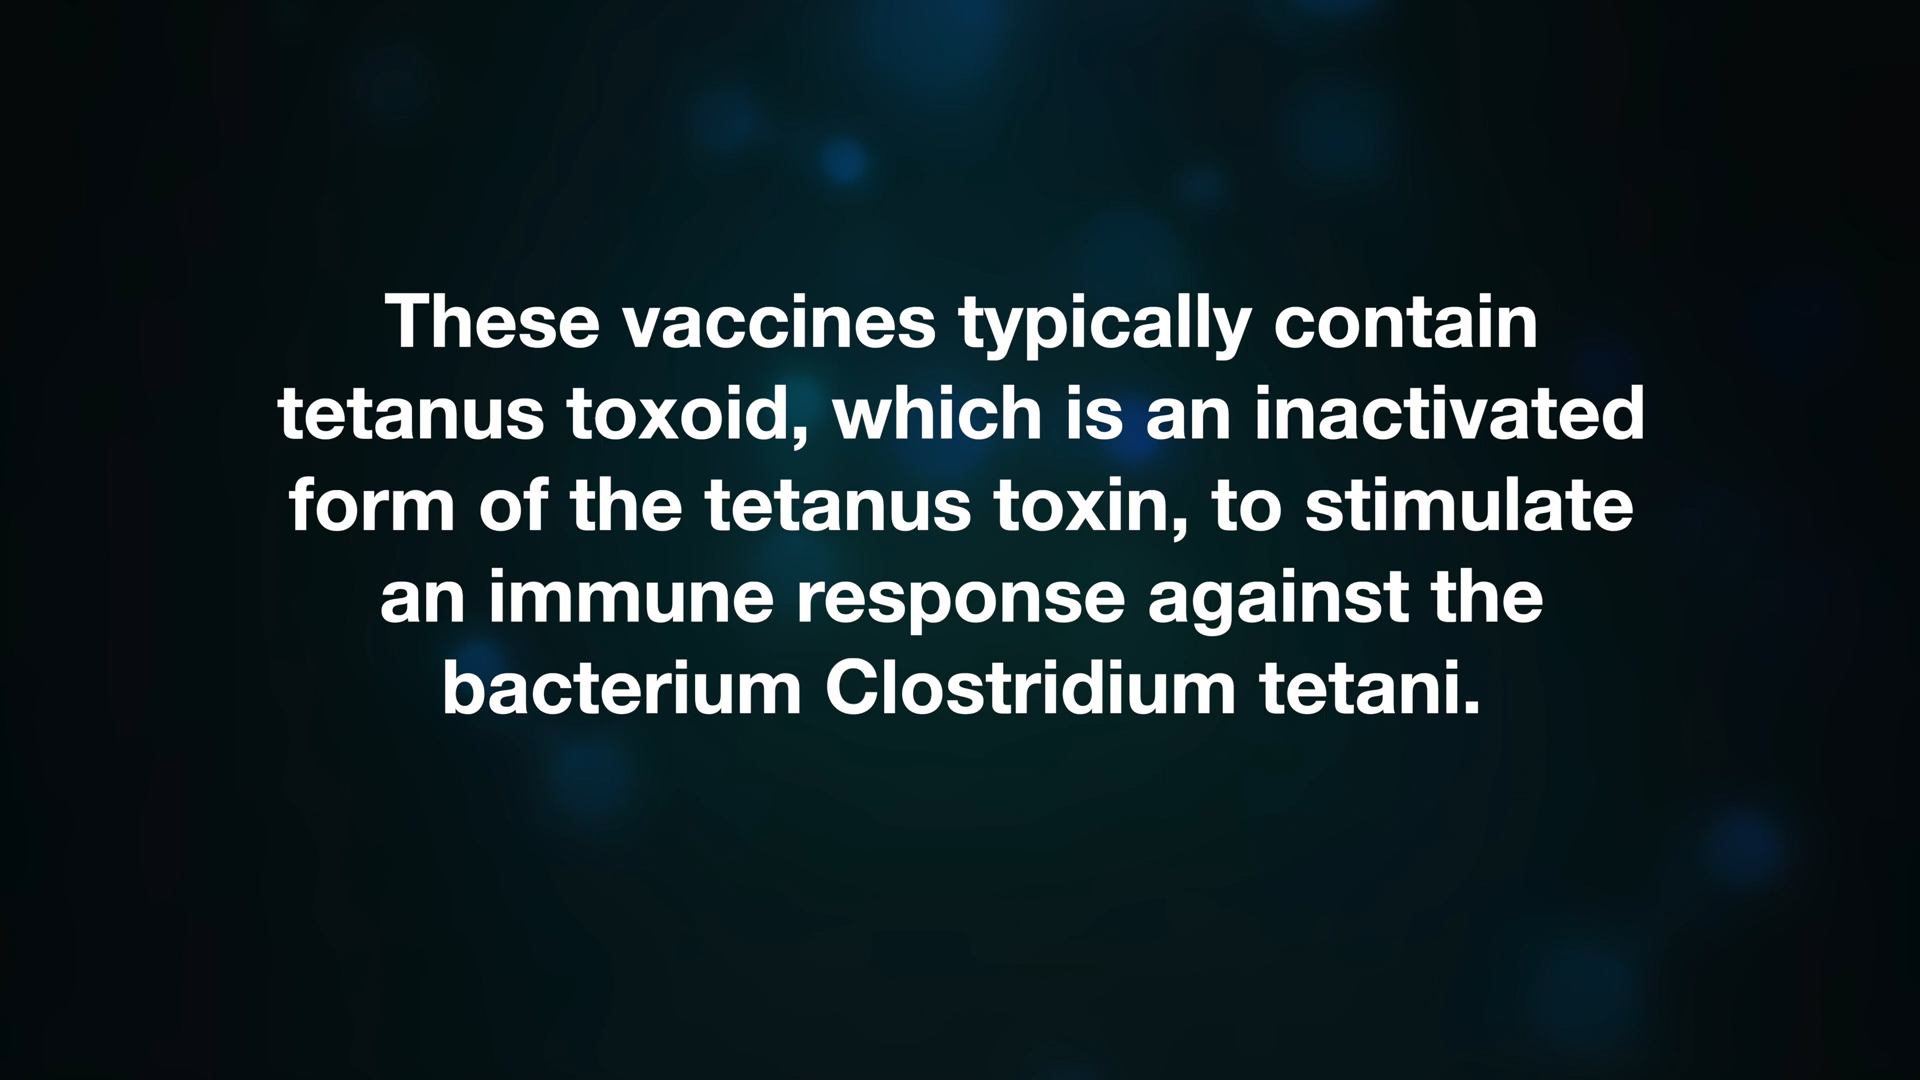 These vaccines typically contain
tetanus toxoid, which is an inactivated
form of the tetanus toxin, to stimulate
an immune response against the
bacterium Clostridium tetani.